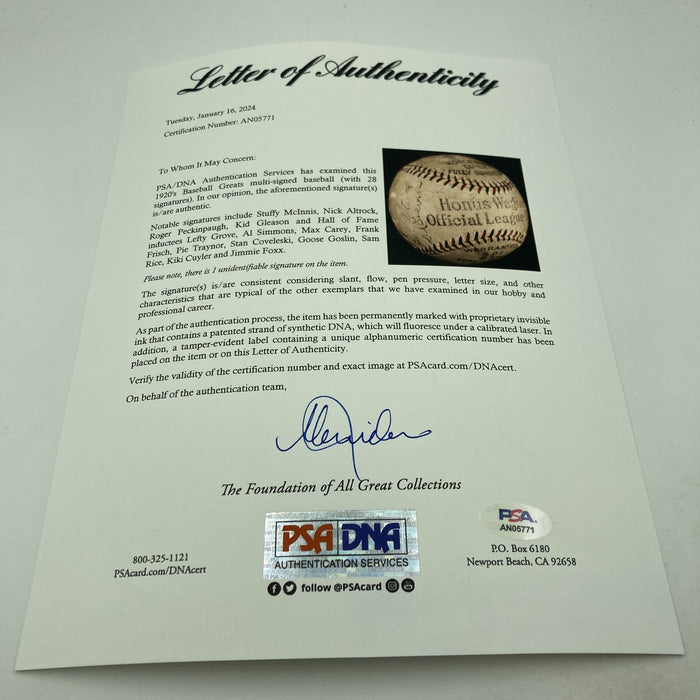 Letter of Authenticity
Tuesday, January 16, 2024
Certification Number: AN05771
To Whom It May Concern:
PSA/DNA Authentication Services has examined this
1920's Baseball Greats multi-signed baseball (with 28
signatures). In our opinion, the aforementioned signature(s)
is/are authentic.
Notable signatures include Stuffy McInnis, Nick Altrock,
Roger Peckinpaugh, Kid Gleason and Hall of Fame
inductees Lefty Grove, Al Simmons, Max Carey, Frank
Frisch, Pie Traynor, Stan Coveleski, Goose Goslin, Sam
Rice, Kiki Cuyler and Jimmie Foxx.
Please note, there is 1 unidentifiable signature on the item.
Honus Wag
Official League
The signature(s) is/are consistent considering slant, flow, pen pressure, letter size, and other
characteristics that are typical of the other exemplars that we have examined in our hobby and
professional career.
As part of the authentication process, the item has been permanently marked with proprietary invisible
ink that contains a patented strand of synthetic DNA, which will fluoresce under a calibrated laser. In
addition, a tamper-evident label containing a unique alphanumeric certification number has been
placed on the item or on this Letter of Authenticity.
Verify the validity of the certification number and exact image at PSAcard.com/DNAcert.
On behalf of the authentication team,
The Foundation of All Great Collections
PSA DNA
AUTHENTICATION SERVICES
follow @PSAcard
800-325-1121
PSAcard.com/DNAcert
PSA
AN05771
P.O. Box 6180
Newport Beach, CA 92658